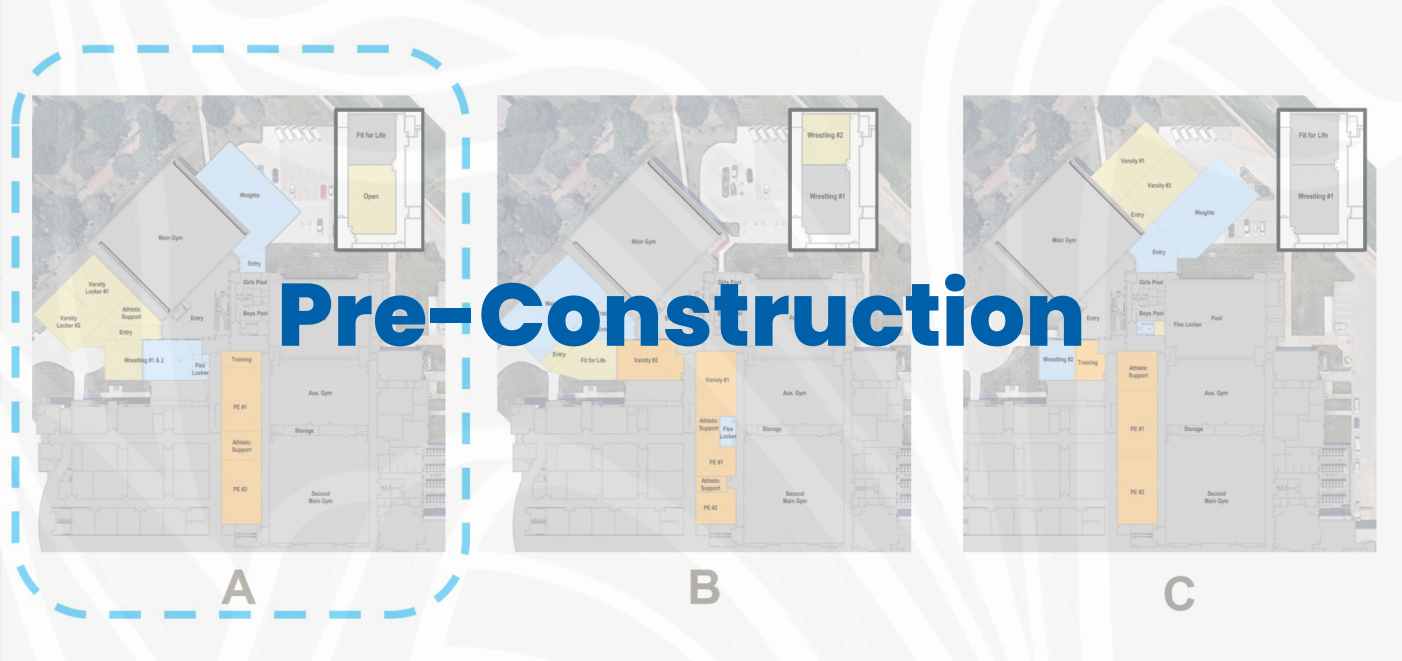 Pre-Construction
Fit for Life
Open
Weights
Main Gym
Entry
Varsity
Locker #1
Varsity
Locker #2
Athletic
Support
Entry
Entry
Girls Pool
Boys Pool
Wrestling #1 & 2
Flex
Locker
Training
PE #1
Athletic
Support
PE #2
Aux. Gym
Storage
Second
Main Gym
A
Wrestling #2
Wrestling #1
Main Gym
Girls Pool
Entry
Fit for Life
Varsity #2
Varisty #1
Athletic
Support
Flex
Locker
PE #1
Athletic
Support
PE #2
Aux. Gym
Storage
Second
Main Gym
B
Fit for Life
Wrestling #1
Varsity #1
Varsity #2
Entry
Weights
Main Gym
Entry
Girls Pool
Boys Pool
Entry
Flex Locker
Pool
Wrestling #2
Training
Athletic
Support
PE #1
PE #2
Aux. Gym
Storage
Second
Main Gym
C